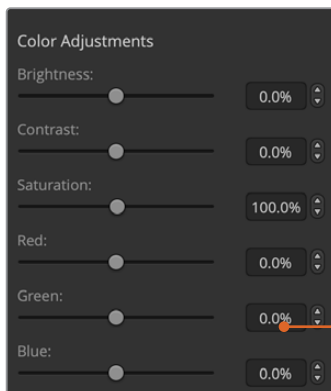 Color Adjustments
Brightness:
0.0%
Contrast:
0.0%
Saturation:
100.0%
Red:
0.0%
Green:
0.0%
Blue:
0.0%